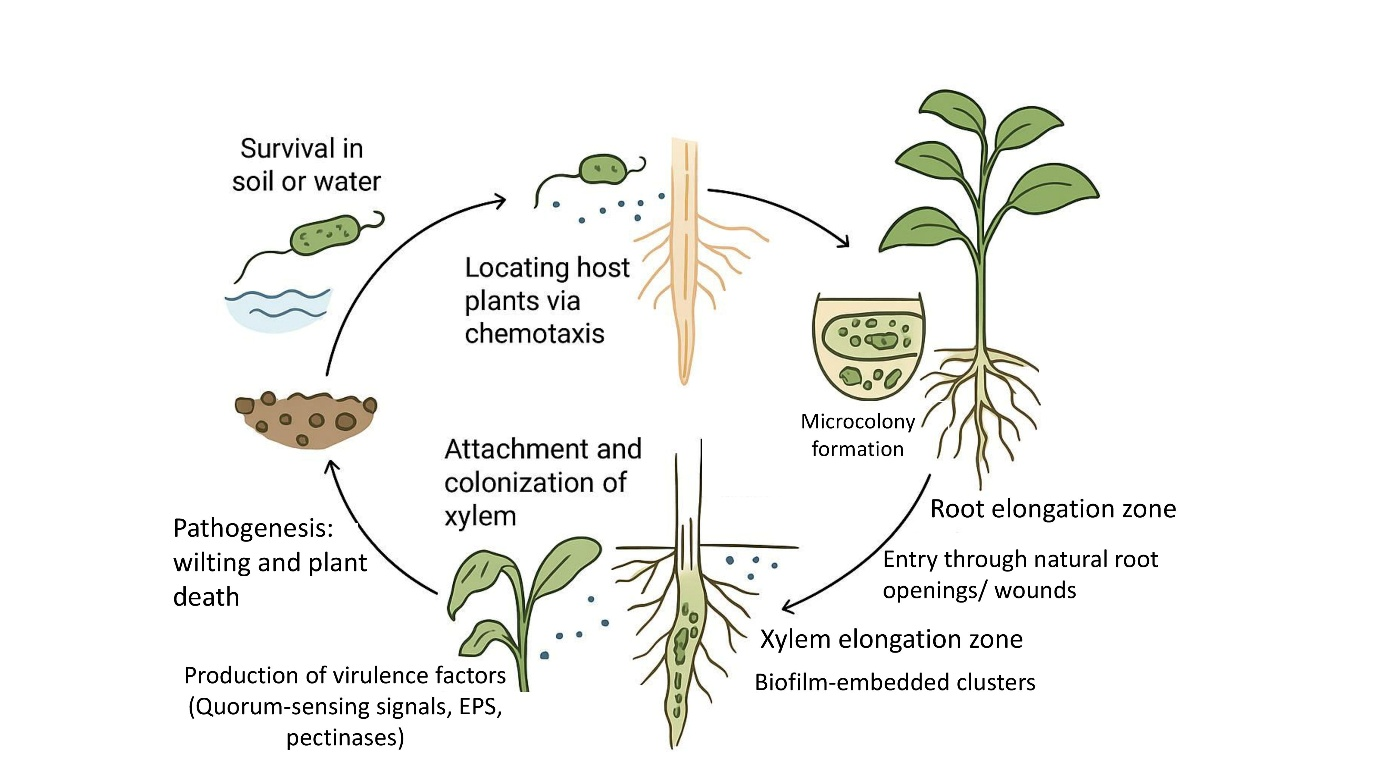 Survival in
soil or water
Locating host
plants via
chemotaxis
Microcolony
formation
Root elongation zone
Entry through natural root
openings/ wounds
Xylem elongation zone
Biofilm-embedded clusters
Attachment and
colonization of
xylem
Pathogenesis:
wilting and plant
death
Production of virulence factors
(Quorum-sensing signals, EPS,
pectinases)